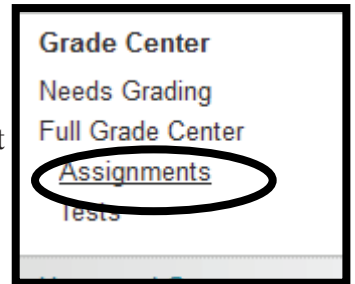 Grade Center
Needs Grading
Full Grade Center
Assignments
Tests